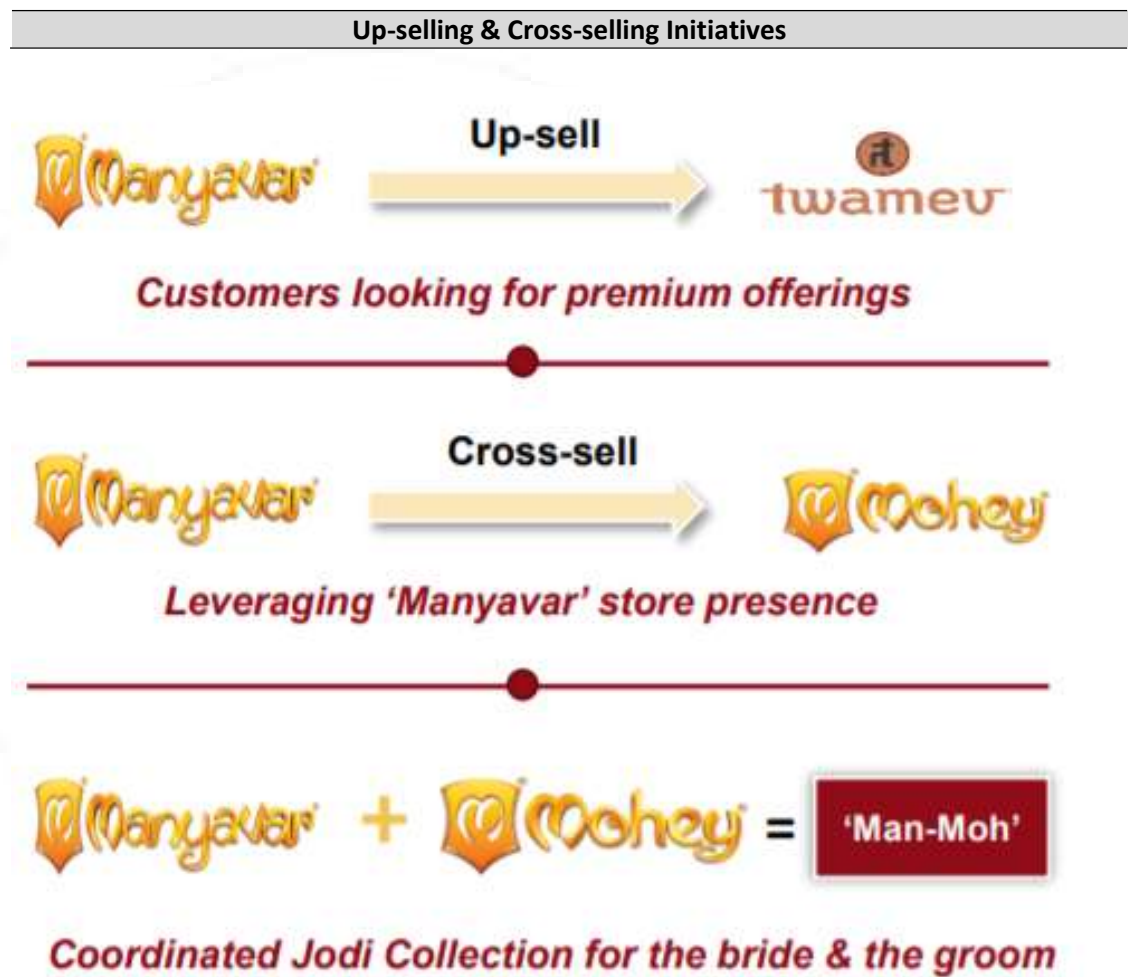 Up-selling & Cross-selling Initiatives
Manyavar Up-sell twamev
Customers looking for premium offerings
Manyavar Cross-sell Mohey
Leveraging ‘Manyavar’ store presence
Manyavar + Mohey = ‘Man-Moh’
Coordinated Jodi Collection for the bride & the groom